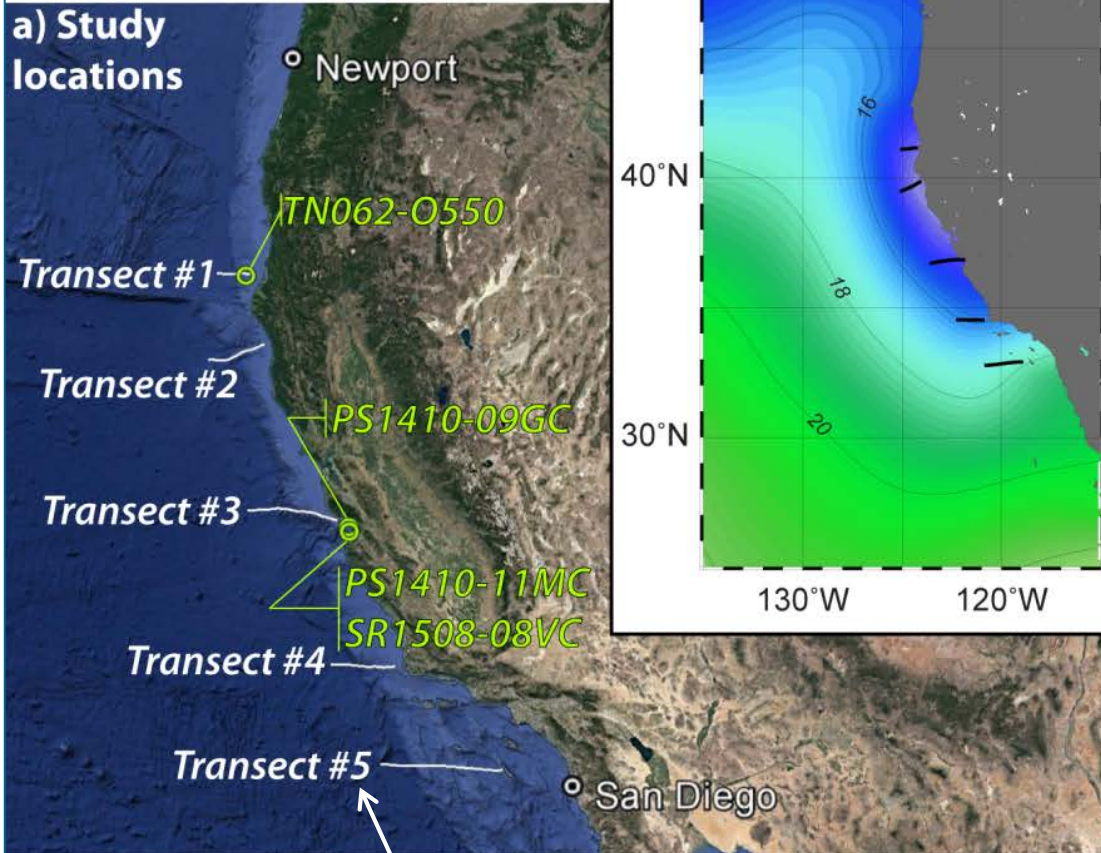 a) Study
locations
Newport
TN062-O550
Transect #1
Transect #2
PS1410-09GC
Transect #3
PS1410-11MC
SR1508-08VC
Transect #4
Transect #5
San Diego
16
40°N
18
20
30°N
130°W
120°W